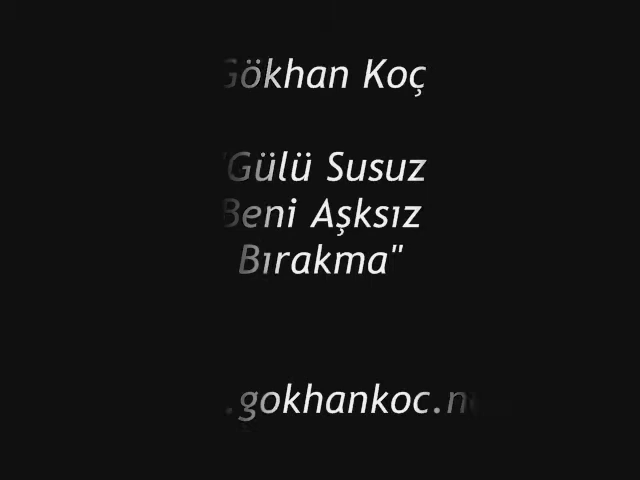 Gökhan Koç
"Gülü Susuz
Beni Aşksız
Bırakma"
.gokhankoc.n